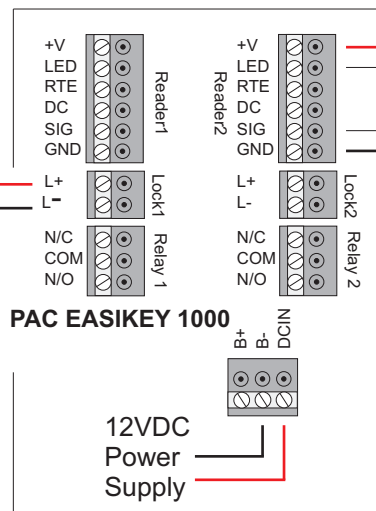 +V
LED
RTE
DC
SIG
GND
Reader1
L+
L-
Lock1
N/C
COM
N/O
Relay 1
+V
LED
RTE
DC
SIG
GND
Reader2
L+
L-
Lock2
N/C
COM
N/O
Relay 2
PAC EASIKEY 1000
B+
B-
DCIN
12VDC
Power
Supply